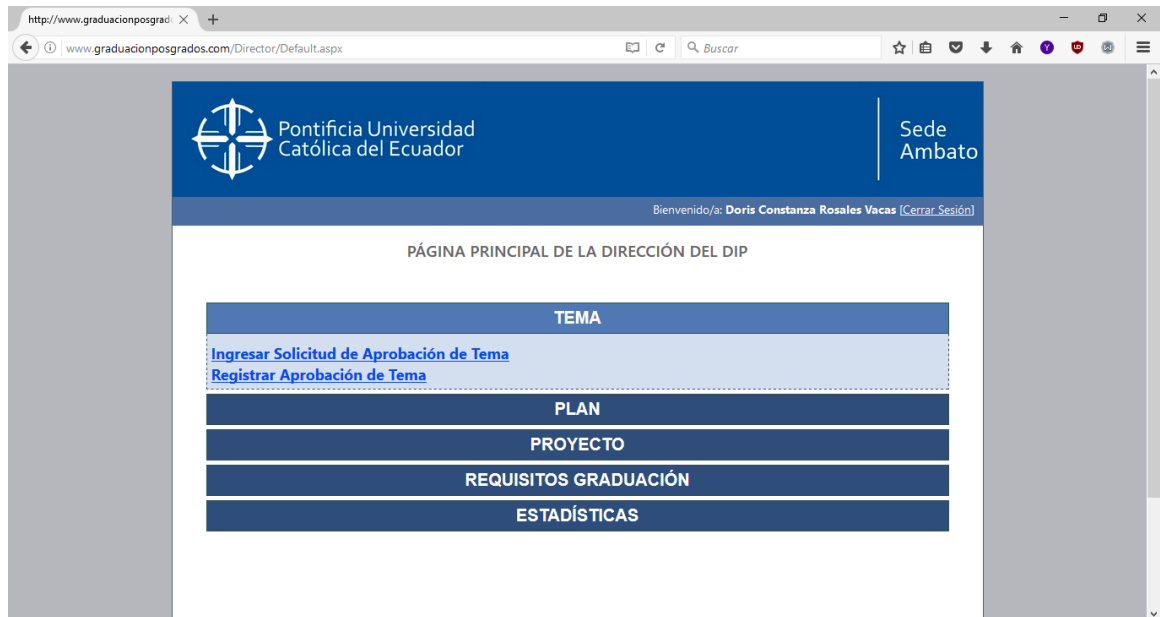 http://www.graduacionposgrad
www.graduacionposgrados.com/Director/Default.aspx
Buscar
Pontificia Universidad
Católica del Ecuador
Sede
Ambato
Bienvenido/a: Doris Constanza Rosales Vacas [Cerrar Sesión]
PÁGINA PRINCIPAL DE LA DIRECCIÓN DEL DIP
TEMA
Ingresar Solicitud de Aprobación de Tema
Registrar Aprobación de Tema
PLAN
PROYECTO
REQUISITOS GRADUACIÓN
ESTADÍSTICAS